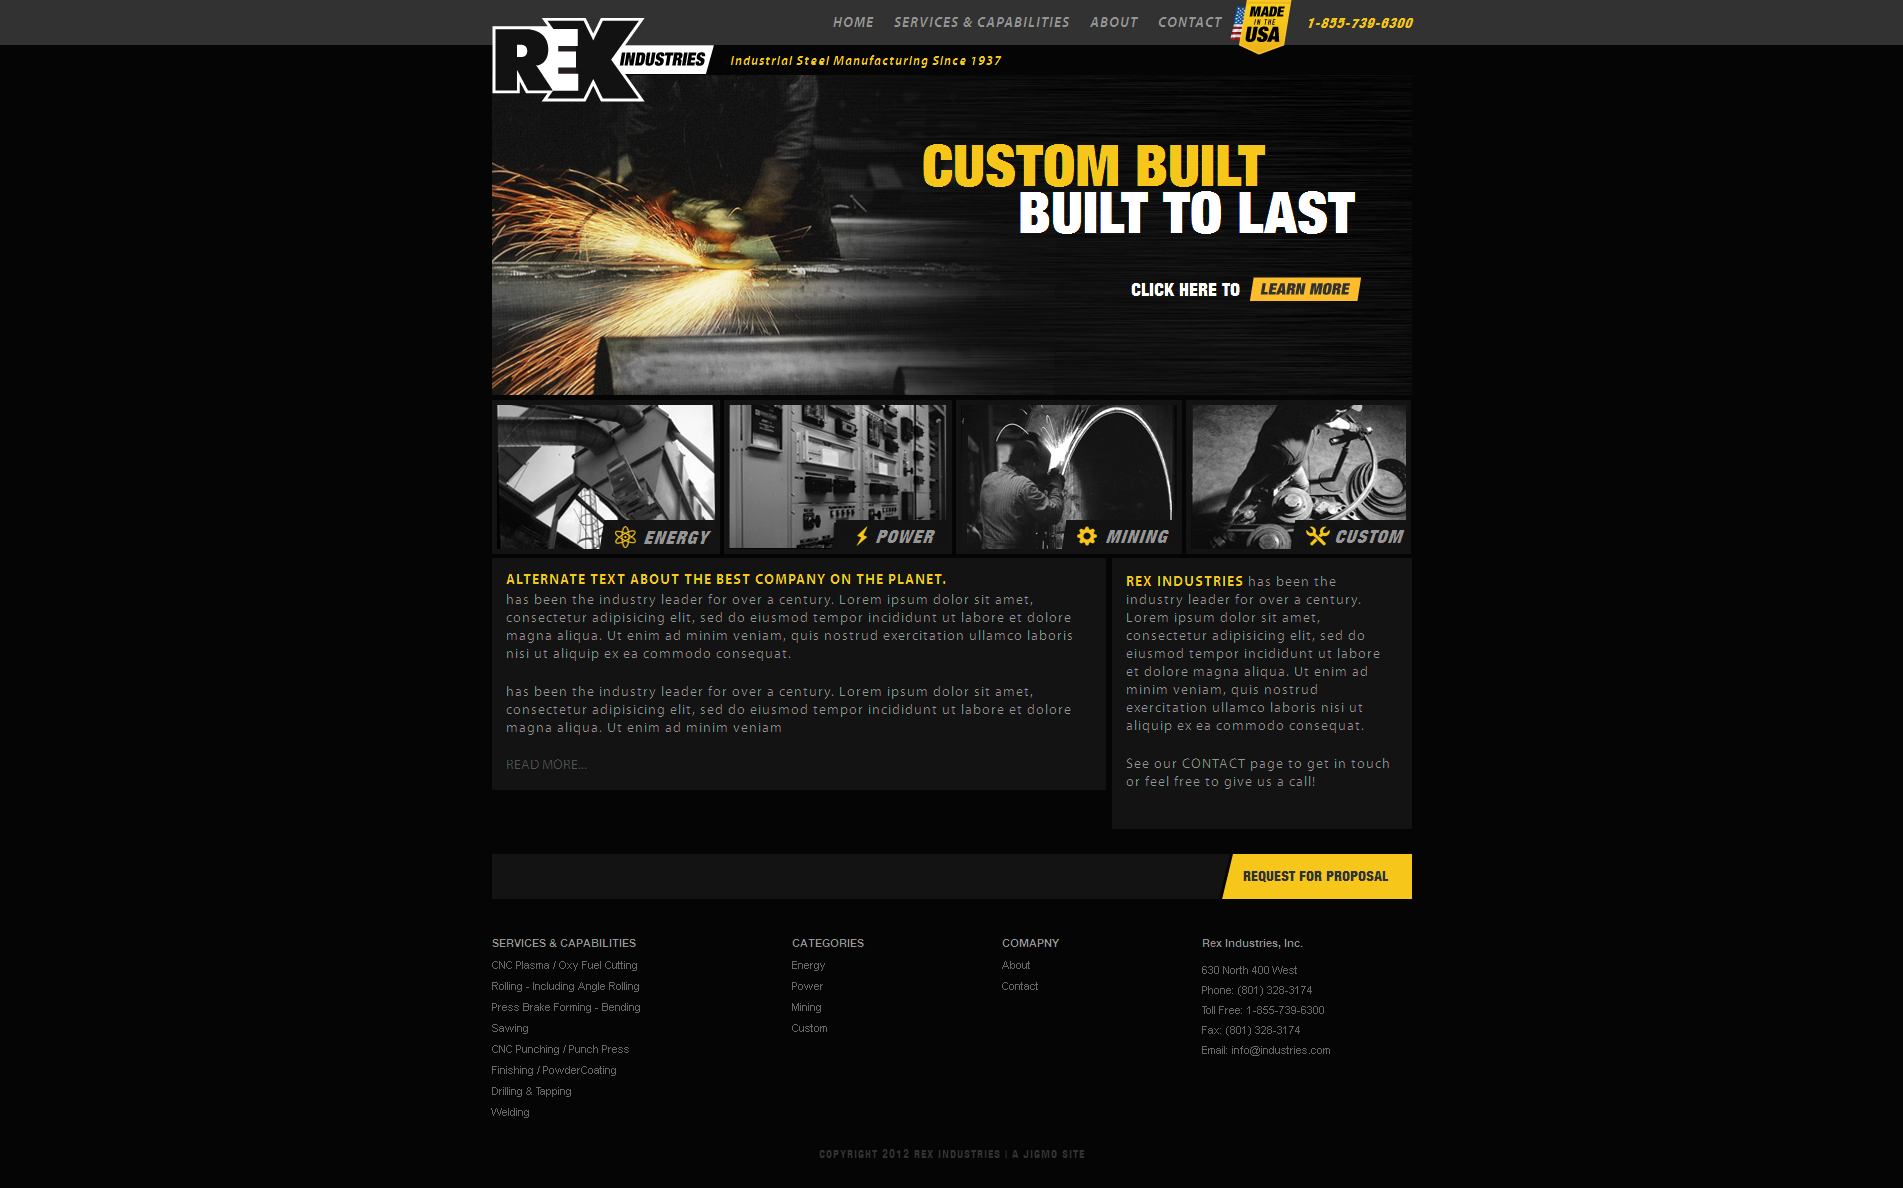 HOME SERVICES & CAPABILITIES ABOUT CONTACT
MADE
IN THE
USA
1-855-739-6300
REX
INDUSTRIES
Industrial Steel Manufacturing Since 1937
CUSTOM BUILT
BUILT TO LAST
CLICK HERE TO LEARN MORE
ENERGY
POWER
MINING
CUSTOM
ALTERNATE TEXT ABOUT THE BEST COMPANY ON THE PLANET.
has been the industry leader for over a century. Lorem ipsum dolor sit amet,
consectetur adipisicing elit, sed do eiusmod tempor incididunt ut labore et dolore
magna aliqua. Ut enim ad minim veniam, quis nostrud exercitation ullamco laboris
nisi ut aliquip ex ea commodo consequat.
has been the industry leader for over a century. Lorem ipsum dolor sit amet,
consectetur adipisicing elit, sed do eiusmod tempor incididunt ut labore et dolore
magna aliqua. Ut enim ad minim veniam
READ MORE...
REX INDUSTRIES has been the
industry leader for over a century.
Lorem ipsum dolor sit amet,
consectetur adipisicing elit, sed do
eiusmod tempor incididunt ut labore
et dolore magna aliqua. Ut enim ad
minim veniam, quis nostrud
exercitation ullamco laboris nisi ut
aliquip ex ea commodo consequat.
See our CONTACT page to get in touch
or feel free to give us a call!
REQUEST FOR PROPOSAL
SERVICES & CAPABILITIES
CNC Plasma / Oxy Fuel Cutting
Rolling - Including Angle Rolling
Press Brake Forming - Bending
Sawing
CNC Punching / Punch Press
Finishing / PowderCoating
Drilling & Tapping
Welding
CATEGORIES
Energy
Power
Mining
Custom
COMAPNY
About
Contact
Rex Industries, Inc.
630 North 400 West
Phone: (801) 328-3174
Toll Free: 1-855-739-6300
Fax: (801) 328-3174
Email: info@industries.com
COPYRIGHT 2012 REX INDUSTRIES | A JIGMO SITE